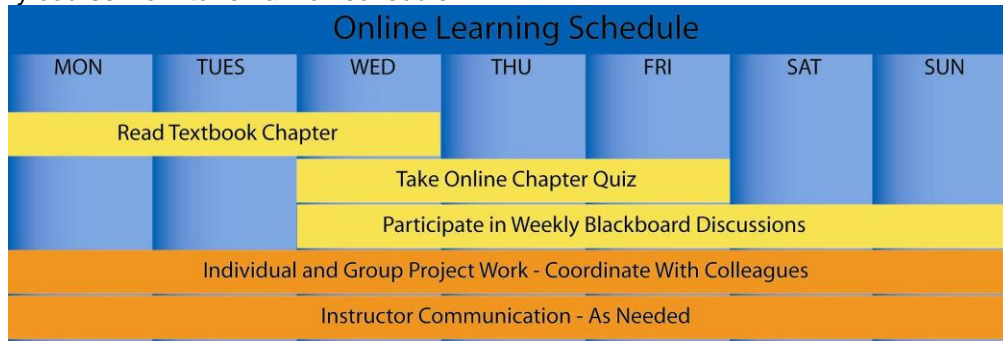 Online Learning Schedule
MON TUES WED THU FRI SAT SUN
Read Textbook Chapter
Take Online Chapter Quiz
Participate in Weekly Blackboard Discussions
Individual and Group Project Work - Coordinate With Colleagues
Instructor Communication - As Needed